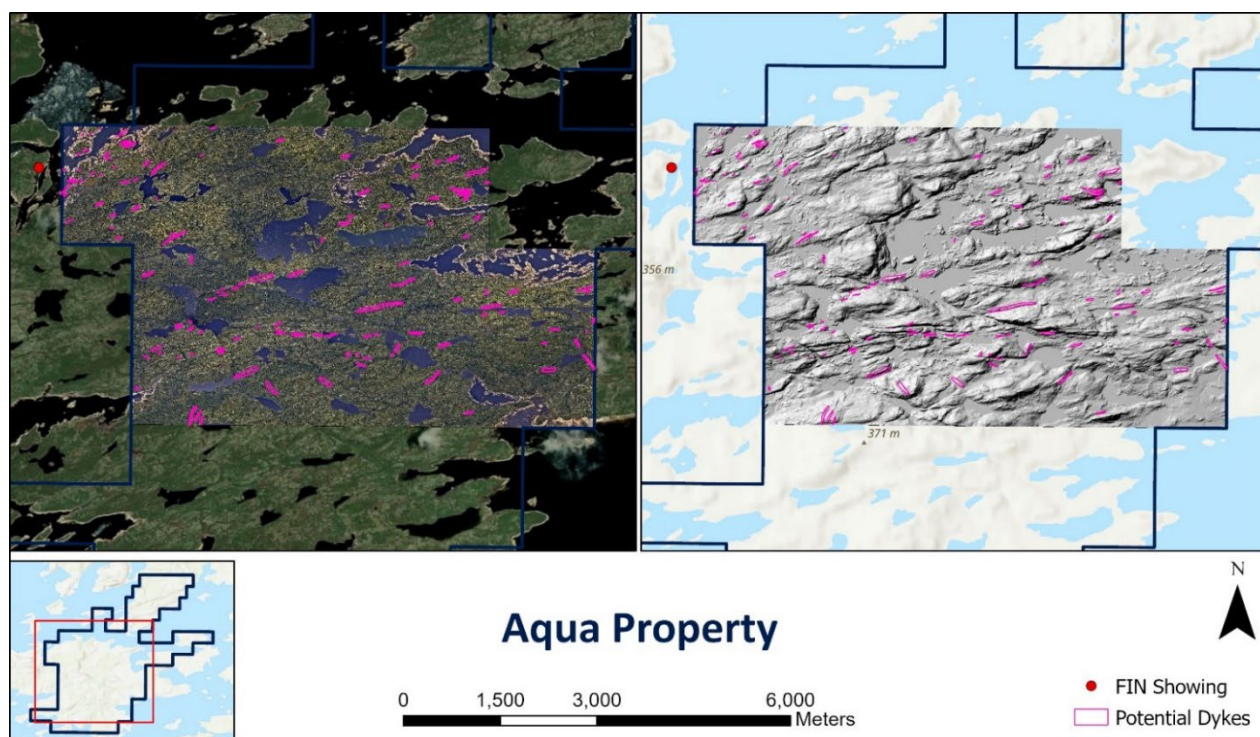 356 m
371 m
Aqua Property
N
0 1,500 3,000 6,000
Meters
FIN Showing
Potential Dykes